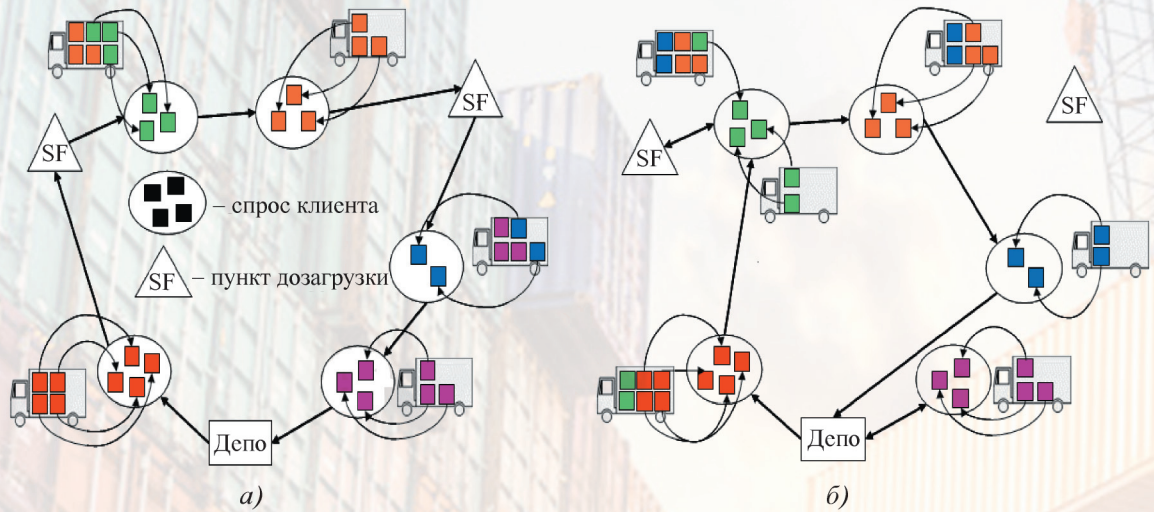 SF
SF
SF
SF
– спрос клиента
SF
– пункт дозагрузки
Депо
Депо
а)
б)